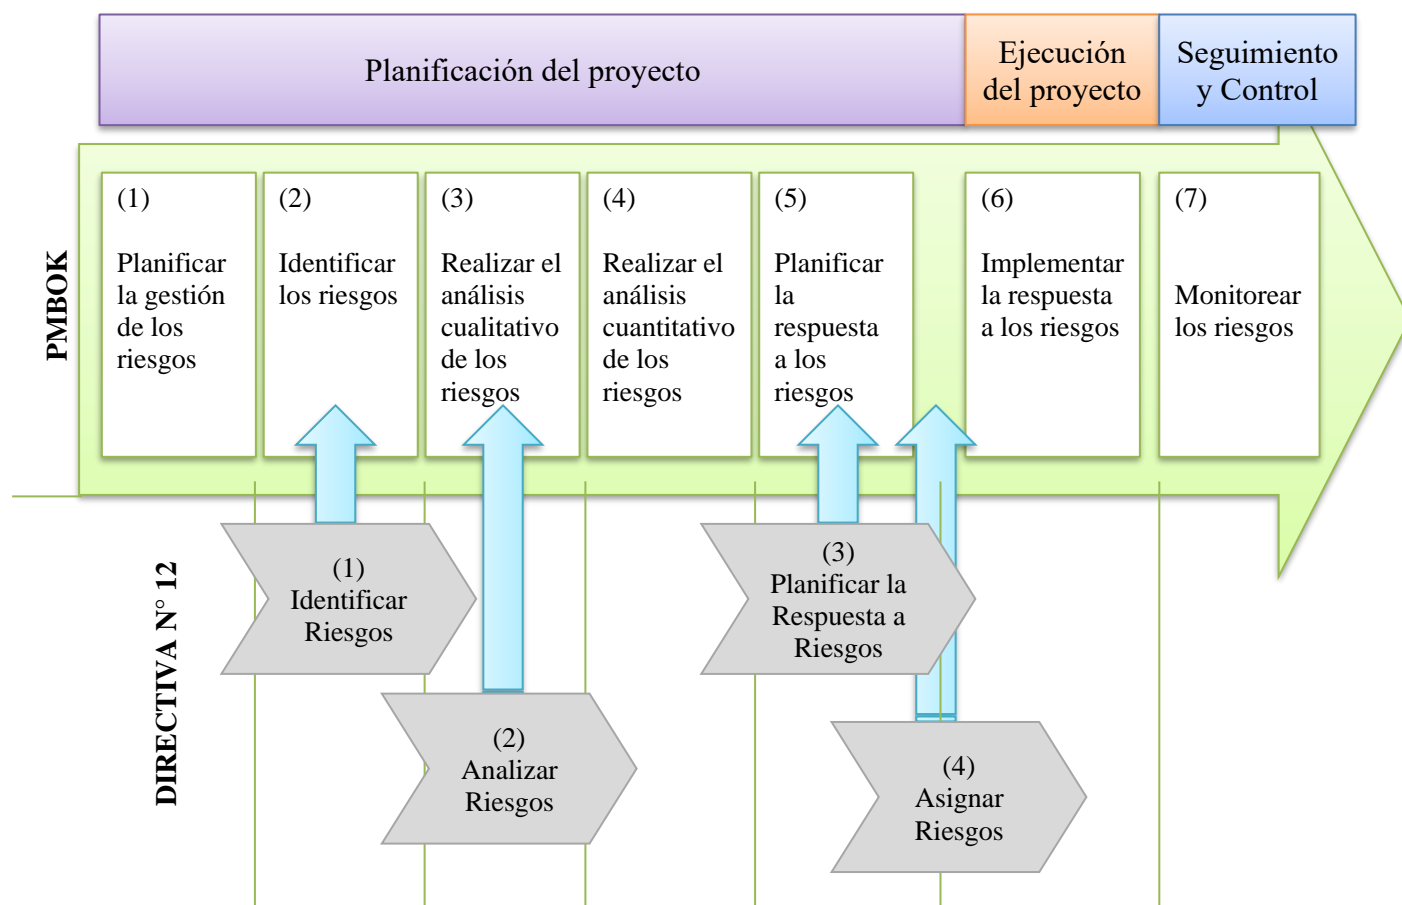 Planificación del proyecto
Ejecución
del proyecto
Seguimiento
y Control
PMBOK
(1)
Planificar
la gestión
de los
riesgos
(2)
Identificar
los riesgos
(3)
Realizar el
análisis
cualitativo
de los
riesgos
(4)
Realizar el
análisis
cuantitativo
de los
riesgos
(5)
Planificar
la
respuesta
a los
riesgos
(6)
Implementar
la respuesta
a los riesgos
(7)
Monitorear
los riesgos
DIRECTIVA N° 12
(1)
Identificar
Riesgos
(2)
Analizar
Riesgos
(3)
Planificar la
Respuesta a
Riesgos
(4)
Asignar
Riesgos